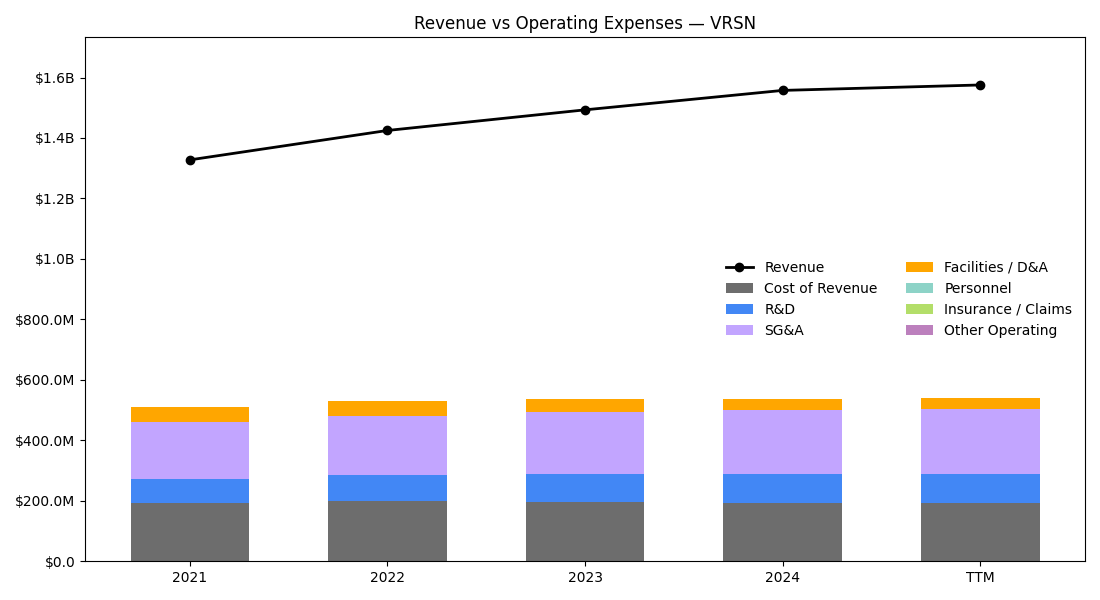 Revenue vs Operating Expenses — VRSN
$1.6B
$1.4B
$1.2B
$1.0B
$800.0M
$600.0M
$400.0M
$200.0M
$0.0
Revenue
Cost of Revenue
R&D
SG&A
Facilities / D&A
Personnel
Insurance / Claims
Other Operating
2021
2022
2023
2024
TTM